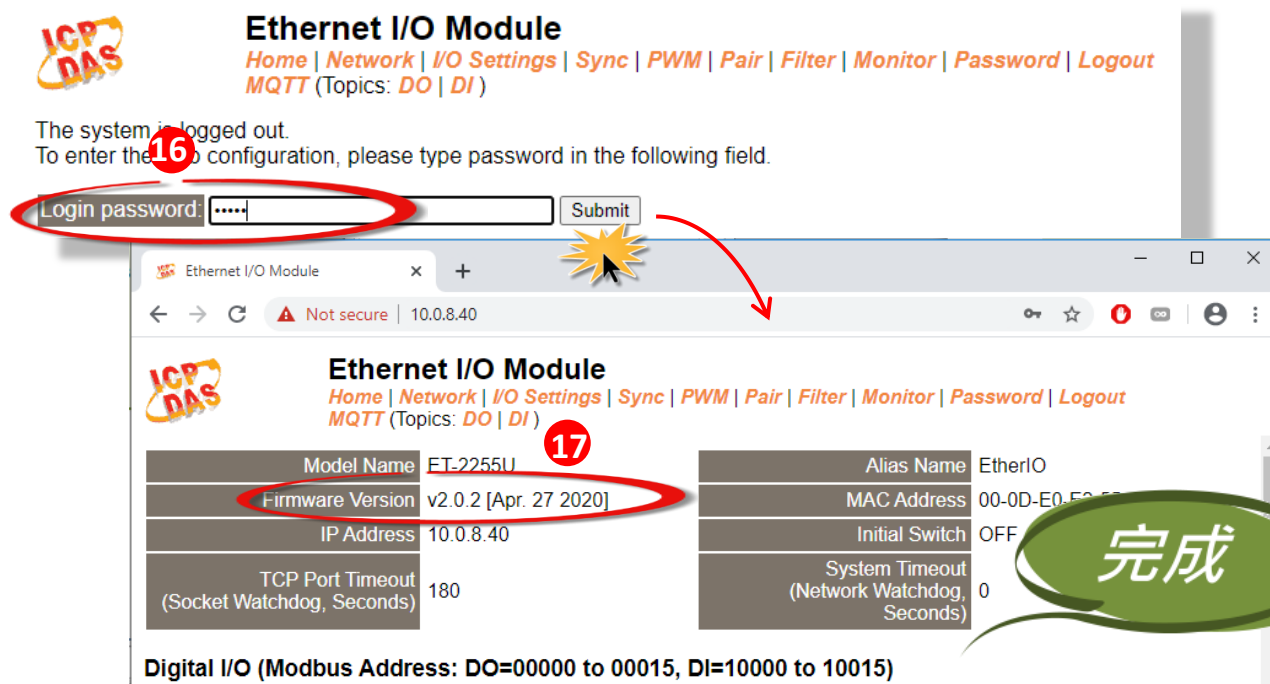 ICP DAS
Ethernet I/O Module
Home | Network | I/O Settings | Sync | PWM | Pair | Filter | Monitor | Password | Logout
MQTT (Topics: DO | DI )
The system is logged out.
To enter the configuration, please type password in the following field.
16
Login password: ••••• Submit
Ethernet I/O Module
Not secure | 10.0.8.40
ICP DAS
Ethernet I/O Module
Home | Network | I/O Settings | Sync | PWM | Pair | Filter | Monitor | Password | Logout
MQTT (Topics: DO | DI )
17
Model Name ET-2255U Alias Name EtherIO
Firmware Version v2.0.2 [Apr. 27 2020] MAC Address 00-0D-E0-
IP Address 10.0.8.40 Initial Switch OFF
TCP Port Timeout
(Socket Watchdog, Seconds) 180
System Timeout
(Network Watchdog, Seconds) 0
完成
Digital I/O (Modbus Address: DO=00000 to 00015, DI=10000 to 10015)